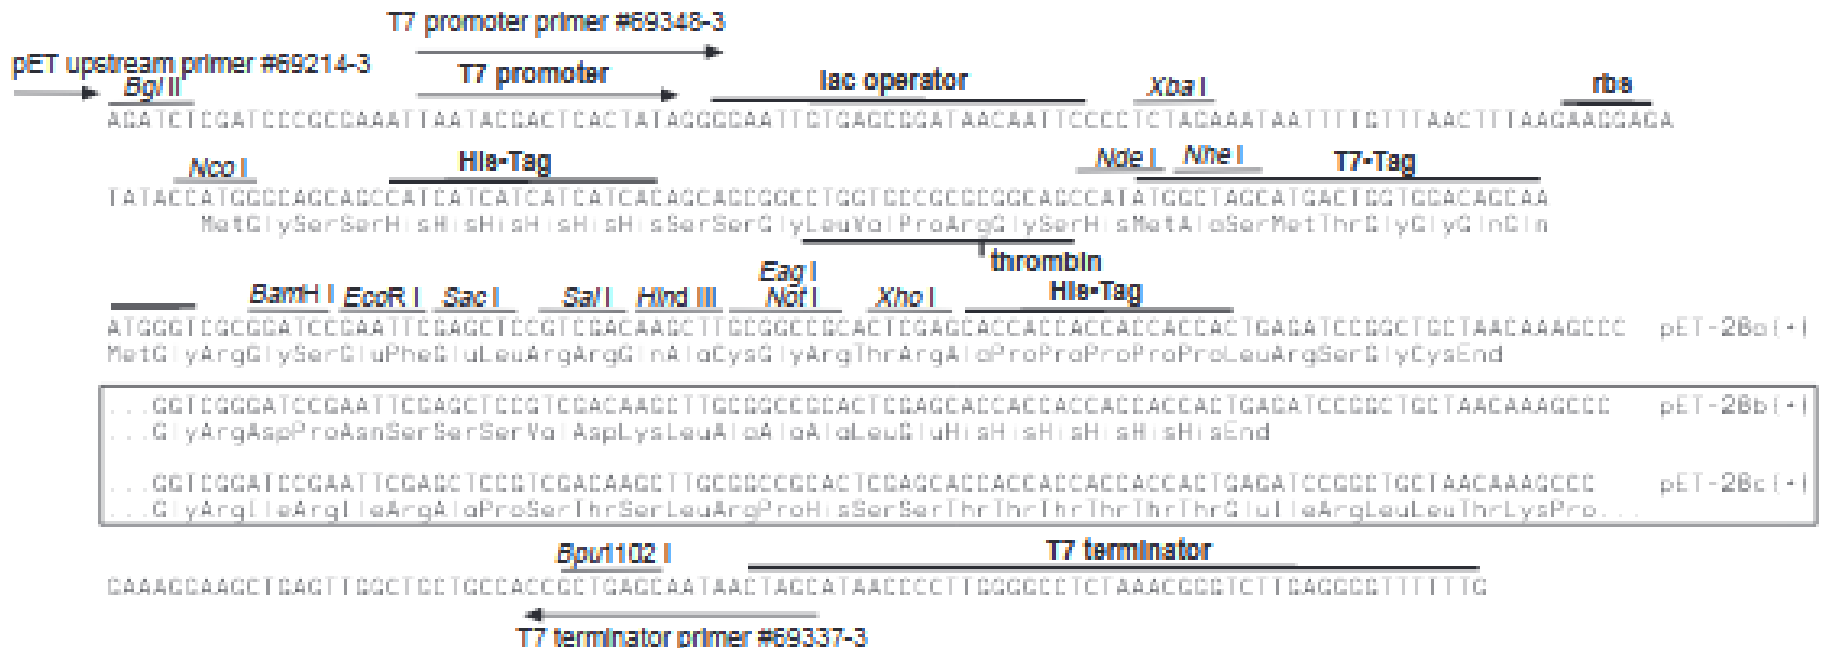 T7 promoter primer #69348-3
pET upstream primer #69214-3
Bgl II T7 promoter lac operator Xba I rbs
AGATCTCGATCCCGCGAAATTAATACGACTCACTATAGGGGAATTGTGAGCGGATAACAATTCCCCTCTAGAAATAATTTTGTTTAACTTTAAGAAGGAGA
Nco I His-Tag Nde I Nhe I T7-Tag
TATACCATGGGCAGCAGCCATCATCATCATCATCACAGCAGCGGCCTGGTGCCGCGCGGCAGCCATATGGCTAGCATGACTGGTGGACAGCAA
MetGlySerSerHisHisHisHisHisHisSerSerGlyLeuValProArgGlySerHisMetAlaSerMetThrGlyGlyGlnGln
thrombin
Eag I
BamH I EcoR I Sac I Sal I Hind III Not I Xho I His-Tag
ATGGGTCGCGGATCCGAATTCGAGCTCCGTCGACAAGCTTGCGGCCGCACTCGAGCACCACCACCACCACCACTGAGATCCGGCTGCTAACAAAGCCC pET-28a(+)
MetGlyArgGlySerGluPheGluLeuArgArgGlnAlaCysGlyArgThrArgAlaProProProProProLeuArgSerGlyCysEnd
...GGTCGGGATCCGAATTCGAGCTCCGTCGACAAGCTTGCGGCCGCACTCGAGCACCACCACCACCACCACTGAGATCCGGCTGCTAACAAAGCCC pET-28b(+)
...GlyArgAspProAsnSerSerSerValAspLysLeuAlaAlaAlaLeuGluHisHisHisHisHisHisEnd
...GGTCGGATCCGAATTCGAGCTCCGTCGACAAGCTTGCGGCCGCACTCGAGCACCACCACCACCACCACTGAGATCCGGCTGCTAACAAAGCCC pET-28c(+)
...GlyArgIleArgIleArgAlaProSerThrSerLeuArgProHisSerSerThrThrThrThrThrThrGluIleArgLeuLeuThrLysPro...
Bpu1102 I T7 terminator
GAAAGGAAGCTGAGTTGGCTGCTGCCACCGCTGAGCAATAACTAGCATAACCCCTTGGGGCCTCTAAACGGGTCTTGAGGGGTTTTTTG
T7 terminator primer #69337-3